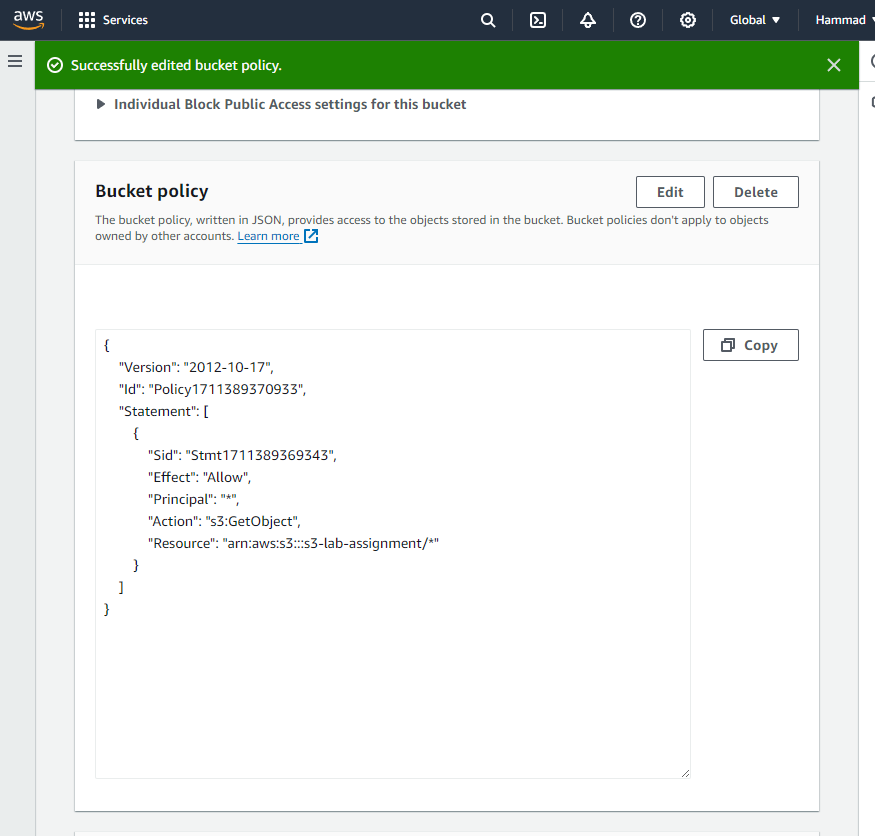 aws
Services
Global
Hammad
Successfully edited bucket policy.
Individual Block Public Access settings for this bucket
Bucket policy
Edit
Delete
The bucket policy, written in JSON, provides access to the objects stored in the bucket. Bucket policies don't apply to objects
owned by other accounts. Learn more
Copy
{
"Version": "2012-10-17",
"Id": "Policy1711389370933",
"Statement": [
{
"Sid": "Stmt1711389369343",
"Effect": "Allow",
"Principal": "*",
"Action": "s3:GetObject",
"Resource": "arn:aws:s3:::s3-lab-assignment/*"
}
]
}